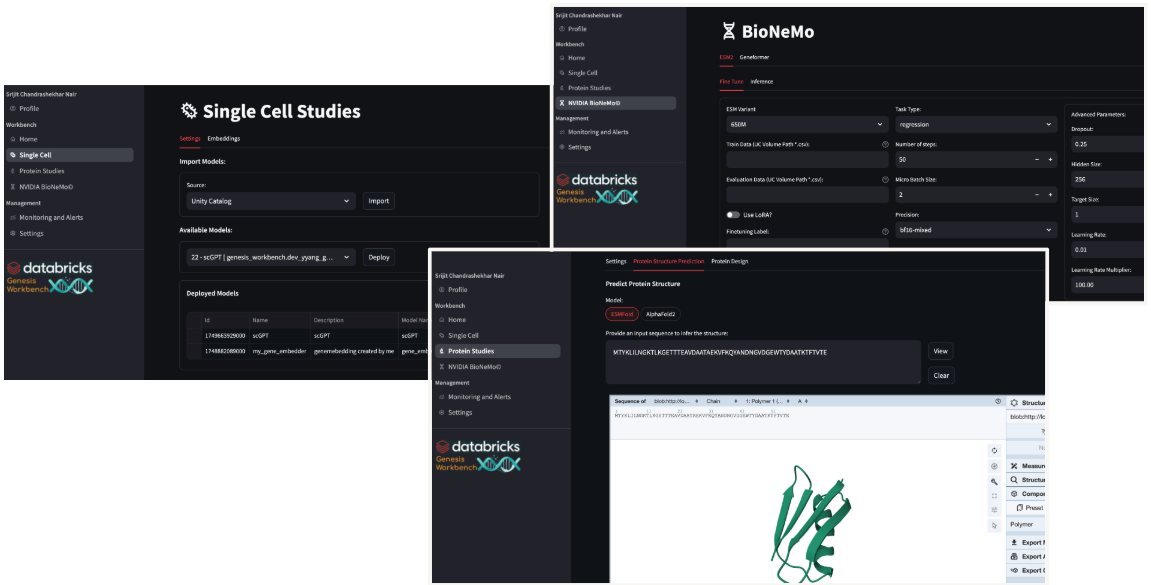 Srijit Chandrashekhar Nair
Profile
Workbench
Home
Single Cell
Protein Studies
NVIDIA BioNeMo©
Management
Monitoring and Alerts
Settings
databricks
Genesis
Workbench
Single Cell Studies
Settings Embeddings
Import Models:
Source:
Unity Catalog Import
Available Models:
22 - scGPT | genesis_workbench.dev_yyang_g... Deploy
Deployed Models
Id Name Description Model Nam
1749663929000 scGPT scGPT scGPT
1748882089000 my_gene_embedder genemebedding created by me gene_emb
Srijit Chandrashekhar Nair
Profile
Workbench
Home
Single Cell
Protein Studies
NVIDIA BioNeMo©
Management
Monitoring and Alerts
Settings
databricks
Genesis
Workbench
BioNeMo
ESM2 Geneformer
Fine Tune Inference
ESM Variant
650M
Train Data (UC Volume Path *.csv):
Evaluation Data (UC Volume Path *.csv):
Use LoRA?
Finetuning Label:
Task Type:
regression
Number of steps:
50 - +
Micro Batch Size:
2 - +
Precision:
bf16-mixed
Advanced Parameters:
Dropout:
0.25
Hidden Size:
256
Target Size:
1
Learning Rate:
0.01
Learning Rate Multiplier:
100.00
Srijit Chandrashekhar Nair
Profile
Workbench
Home
Single Cell
Protein Studies
NVIDIA BioNeMo©
Management
Monitoring and Alerts
Settings
databricks
Genesis
Workbench
Settings Protein Structure Prediction Protein Design
Predict Protein Structure
Model:
ESMFold AlphaFold2
Provide an input sequence to infer the structure:
MTYKLILNGKTLKGETTTEAVDAATAEKVFKQYANDNGVDGEWTYDAATKTFTVTE
View
Clear
Sequence of blob:http://lo... Chain 1: Polymer 1 (... A
Structu
blob:http://lo
Measure
Structu
Compo
Preset
Polymer
Export M
Export A
Export G